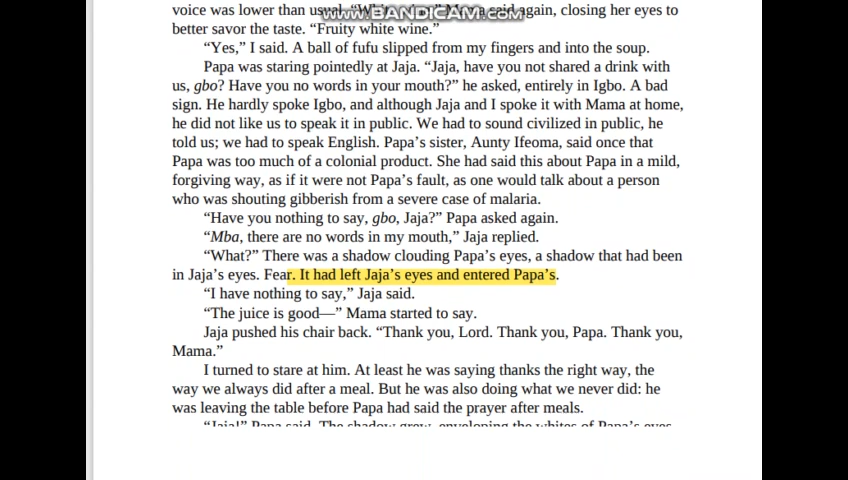 voice was lower than usual. Mama said again, closing her eyes to
www.BANDICAM.com
better savor the taste. “Fruity white wine.”
“Yes,” I said. A ball of fufu slipped from my fingers and into the soup.
Papa was staring pointedly at Jaja. “Jaja, have you not shared a drink with
us, gbo? Have you no words in your mouth?” he asked, entirely in Igbo. A bad
sign. He hardly spoke Igbo, and although Jaja and I spoke it with Mama at home,
he did not like us to speak it in public. We had to sound civilized in public, he
told us; we had to speak English. Papa’s sister, Aunty Ifeoma, said once that
Papa was too much of a colonial product. She had said this about Papa in a mild,
forgiving way, as if it were not Papa’s fault, as one would talk about a person
who was shouting gibberish from a severe case of malaria.
“Have you nothing to say, gbo, Jaja?” Papa asked again.
“Mba, there are no words in my mouth,” Jaja replied.
“What?” There was a shadow clouding Papa’s eyes, a shadow that had been
in Jaja’s eyes. Fear. It had left Jaja’s eyes and entered Papa’s.
“I have nothing to say,” Jaja said.
“The juice is good—” Mama started to say.
Jaja pushed his chair back. “Thank you, Lord. Thank you, Papa. Thank you,
Mama.”
I turned to stare at him. At least he was saying thanks the right way, the
way we always did after a meal. But he was also doing what we never did: he
was leaving the table before Papa had said the prayer after meals.
“Jaja!” Papa said. The shadow grew, enveloping the whites of Papa’s eyes.